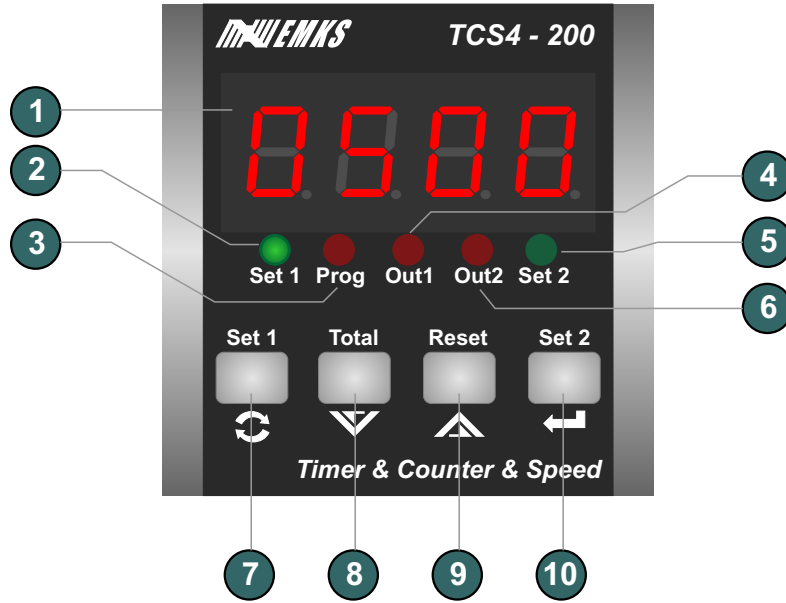 EMKS TCS4 - 200
1
0500
2
4
3
5
Set 1 Prog Out1 Out2 Set 2
6
Set 1 Total Reset Set 2
Timer & Counter & Speed
7 8 9 10